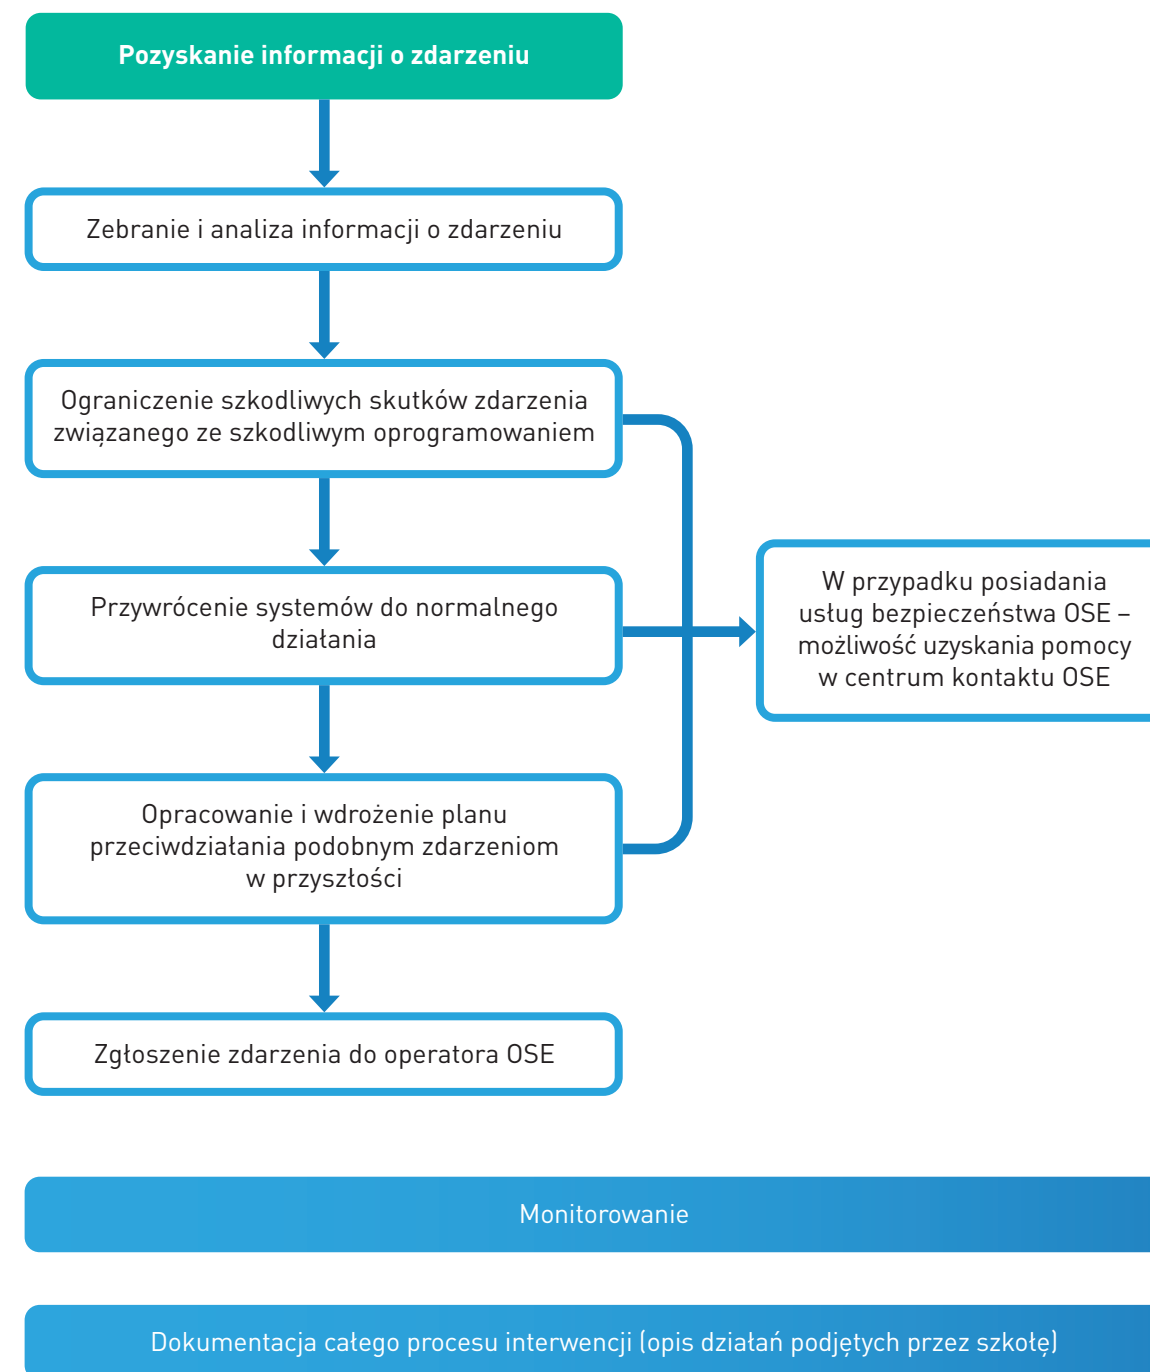 Pozyskanie informacji o zdarzeniu
Zebranie i analiza informacji o zdarzeniu
Ograniczenie szkodliwych skutków zdarzenia
związanego ze szkodliwym oprogramowaniem
Przywrócenie systemów do normalnego
działania
W przypadku posiadania
usług bezpieczeństwa OSE –
możliwość uzyskania pomocy
w centrum kontaktu OSE
Opracowanie i wdrożenie planu
przeciwdziałania podobnym zdarzeniom
w przyszłości
Zgłoszenie zdarzenia do operatora OSE
Monitorowanie
Dokumentacja całego procesu interwencji (opis działań podjętych przez szkołę)